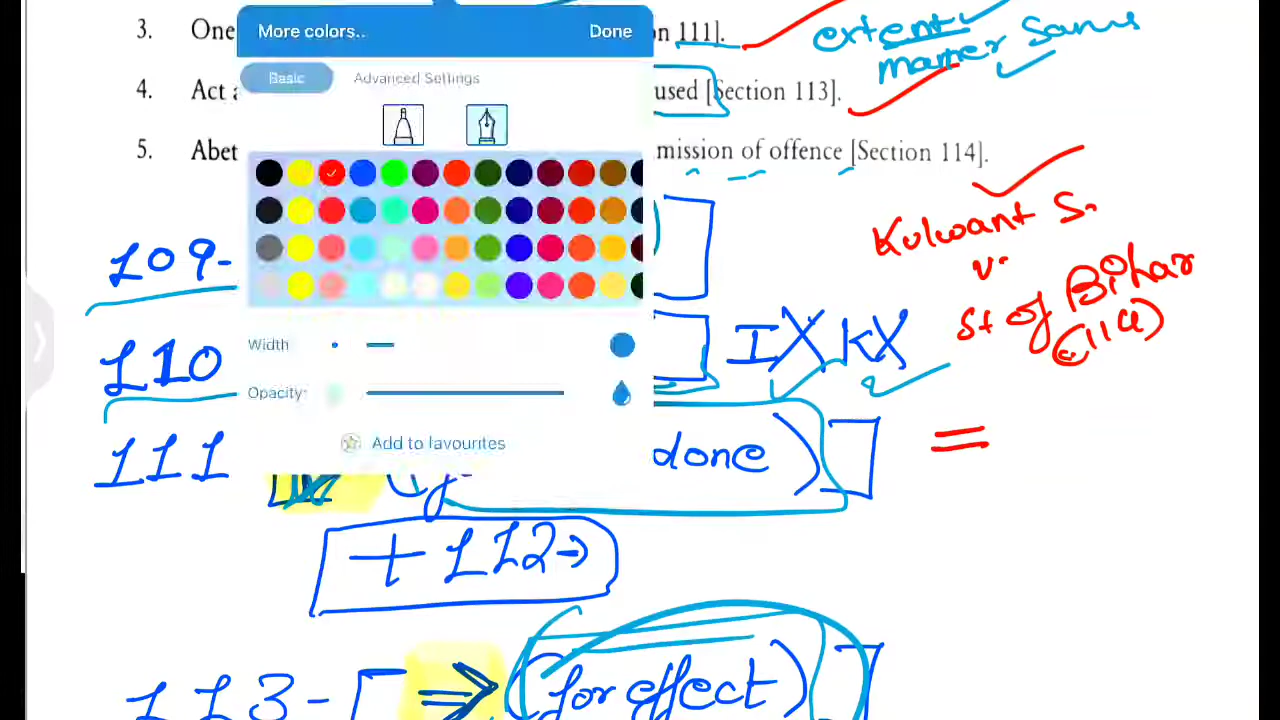 3. One
n 111].
extent
manner same
4. Act a
used [Section 113].
5. Abet
mission of offence [Section 114].
More colors.. Done
Basic Advanced Settings
Width
Opacity:
Add to favourites
Kulwant S.
v.
St of Bihar
109-
110
IX KX
111
done)]
+ 112→
113-[ ⇒ (for effect)]
=